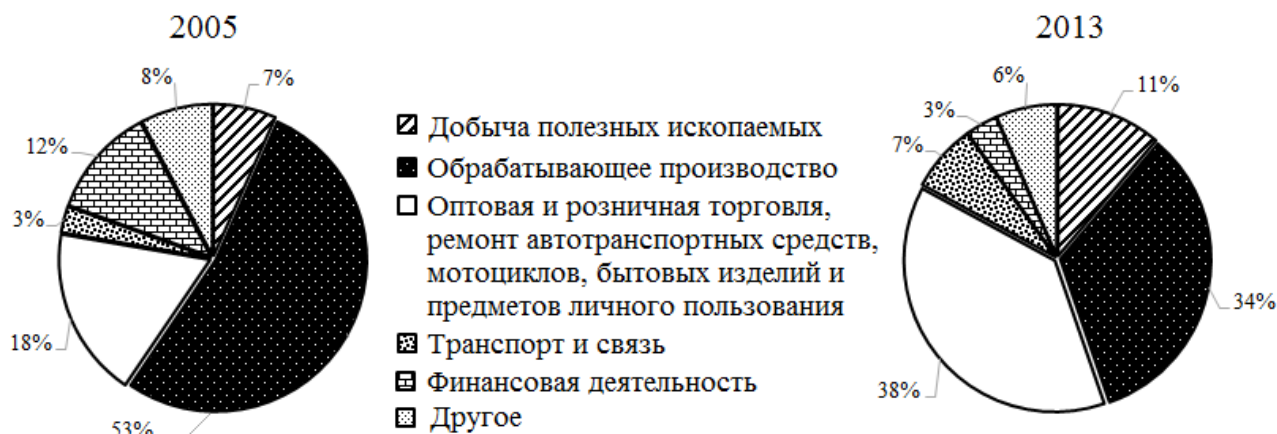 2005
8%
7%
12%
3%
18%
53%
Добыча полезных ископаемых
Обрабатывающее производство
Оптовая и розничная торговля,
ремонт автотранспортных средств,
мотоциклов, бытовых изделий и
предметов личного пользования
Транспорт и связь
Финансовая деятельность
Другое
2013
6%
11%
3%
7%
34%
38%